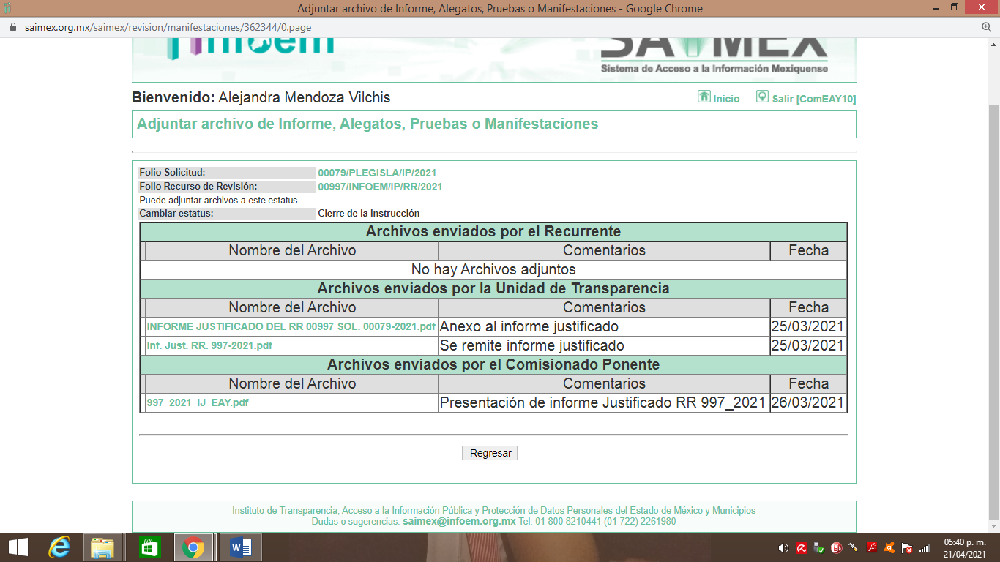 Adjuntar archivo de Informe, Alegatos, Pruebas o Manifestaciones - Google Chrome
saimex.org.mx/saimex/revision/manifestaciones/362344/0.page
infoem
SAIMEX
Sistema de Acceso a la Información Mexiquense
Bienvenido: Alejandra Mendoza Vilchis
Inicio Salir [ComEAY10]
Adjuntar archivo de Informe, Alegatos, Pruebas o Manifestaciones
Folio Solicitud: 00079/PLEGISLA/IP/2021
Folio Recurso de Revisión: 00997/INFOEM/IP/RR/2021
Puede adjuntar archivos a este estatus
Cambiar estatus: Cierre de la instrucción
Archivos enviados por el Recurrente
Nombre del Archivo Comentarios Fecha
No hay Archivos adjuntos
Archivos enviados por la Unidad de Transparencia
Nombre del Archivo Comentarios Fecha
INFORME JUSTIFICADO DEL RR 00997 SOL. 00079-2021.pdf Anexo al informe justificado 25/03/2021
Inf. Just. RR. 997-2021.pdf Se remite informe justificado 25/03/2021
Archivos enviados por el Comisionado Ponente
Nombre del Archivo Comentarios Fecha
997_2021_IJ_EAY.pdf Presentación de informe Justificado RR 997_2021 26/03/2021
Regresar
Instituto de Transparencia, Acceso a la Información Pública y Protección de Datos Personales del Estado de México y Municipios
Dudas o sugerencias: saimex@infoem.org.mx Tel. 01 800 8210441 (01 722) 2261980
05:40 p. m.
21/04/2021